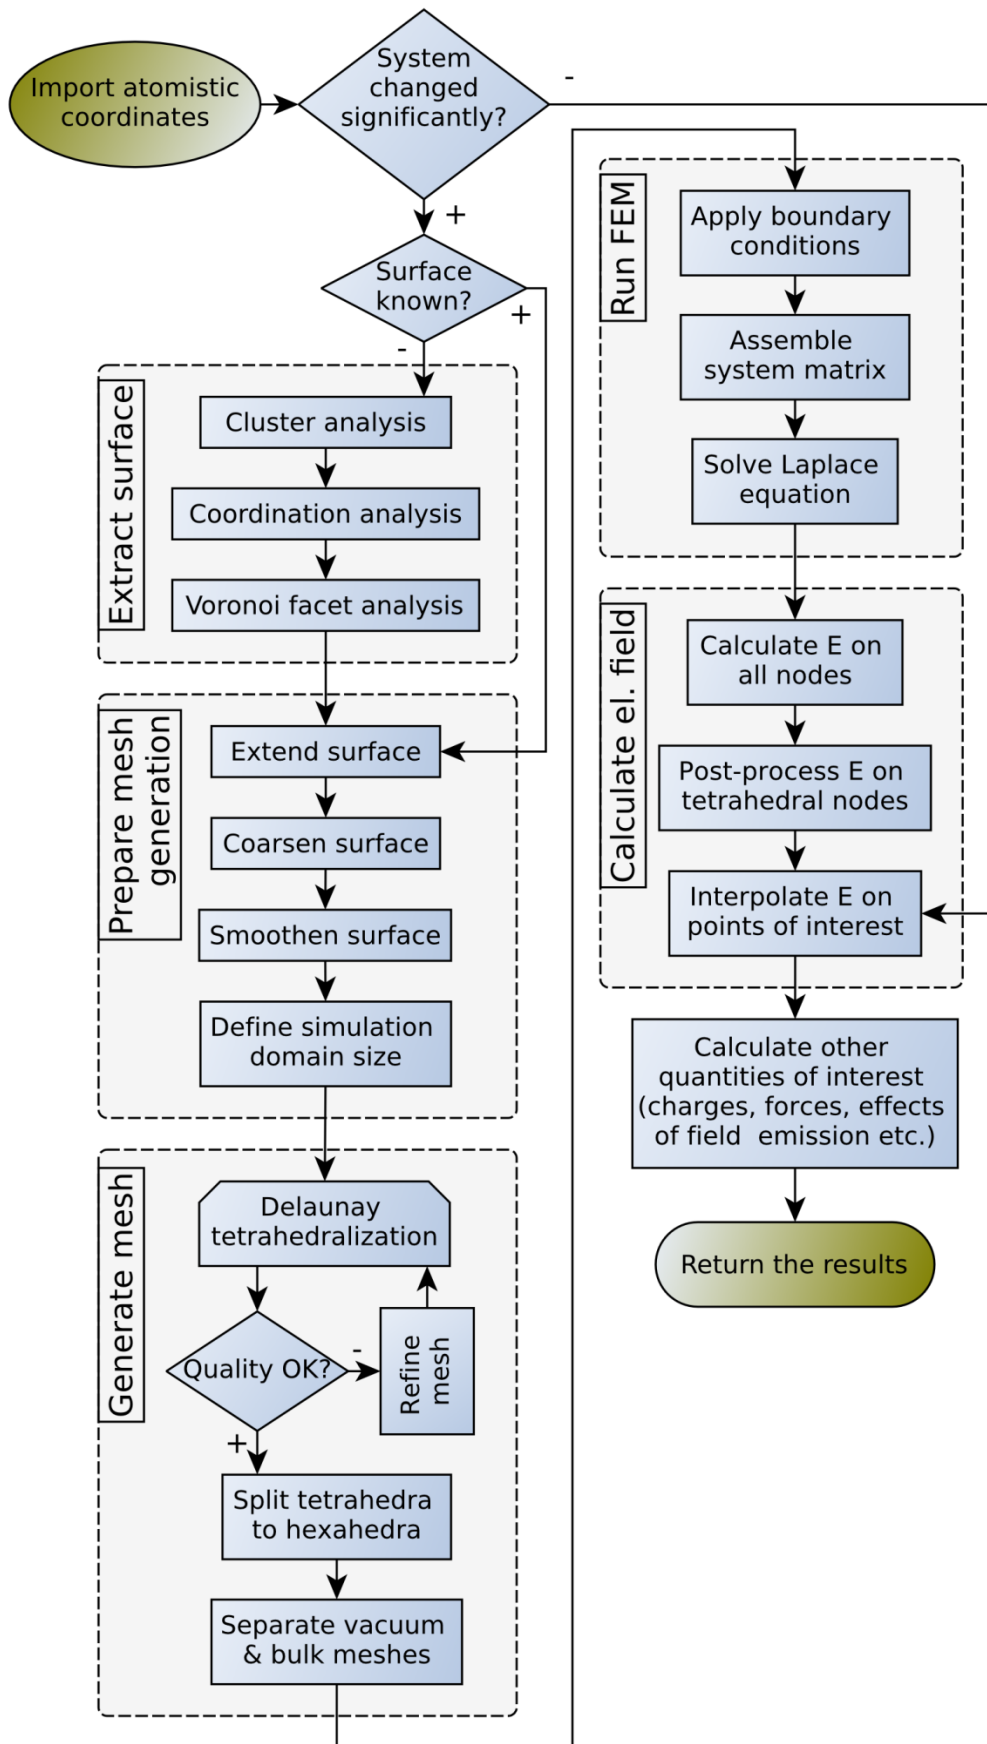 Import atomistic
coordinates
System
changed
significantly?
-
+
Surface
known?
+
-
Extract surface
Cluster analysis
Coordination analysis
Voronoi facet analysis
Prepare mesh
generation
Extend surface
Coarsen surface
Smoothen surface
Define simulation
domain size
Generate mesh
Delaunay
tetrahedralization
Quality OK?
-
Refine
mesh
+
Split tetrahedra
to hexahedra
Separate vacuum
& bulk meshes
Run FEM
Apply boundary
conditions
Assemble
system matrix
Solve Laplace
equation
Calculate el. field
Calculate E on
all nodes
Post-process E on
tetrahedral nodes
Interpolate E on
points of interest
Calculate other
quantities of interest
(charges, forces, effects
of field emission etc.)
Return the results